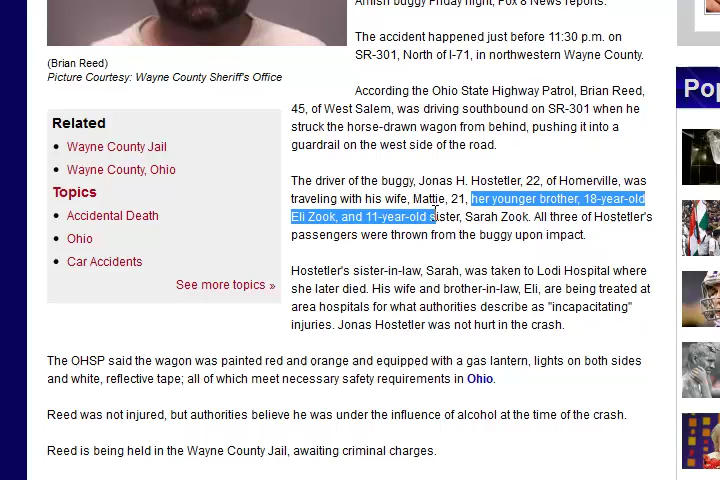 Amish buggy Friday night, Fox 8 News reports.
The accident happened just before 11:30 p.m. on
SR-301, North of I-71, in northwestern Wayne County.
(Brian Reed)
Picture Courtesy: Wayne County Sheriff's Office
According the Ohio State Highway Patrol, Brian Reed,
45, of West Salem, was driving southbound on SR-301 when he
struck the horse-drawn wagon from behind, pushing it into a
guardrail on the west side of the road.
Related
Wayne County Jail
Wayne County, Ohio
Topics
Accidental Death
Ohio
Car Accidents
See more topics »
The driver of the buggy, Jonas H. Hostetler, 22, of Homerville, was
traveling with his wife, Mattie, 21, her younger brother, 18-year-old
Eli Zook, and 11-year-old sister, Sarah Zook. All three of Hostetler's
passengers were thrown from the buggy upon impact.
Hostetler's sister-in-law, Sarah, was taken to Lodi Hospital where
she later died. His wife and brother-in-law, Eli, are being treated at
area hospitals for what authorities describe as "incapacitating"
injuries. Jonas Hostetler was not hurt in the crash.
The OHSP said the wagon was painted red and orange and equipped with a gas lantern, lights on both sides
and white, reflective tape; all of which meet necessary safety requirements in Ohio.
Reed was not injured, but authorities believe he was under the influence of alcohol at the time of the crash.
Reed is being held in the Wayne County Jail, awaiting criminal charges.
Pop